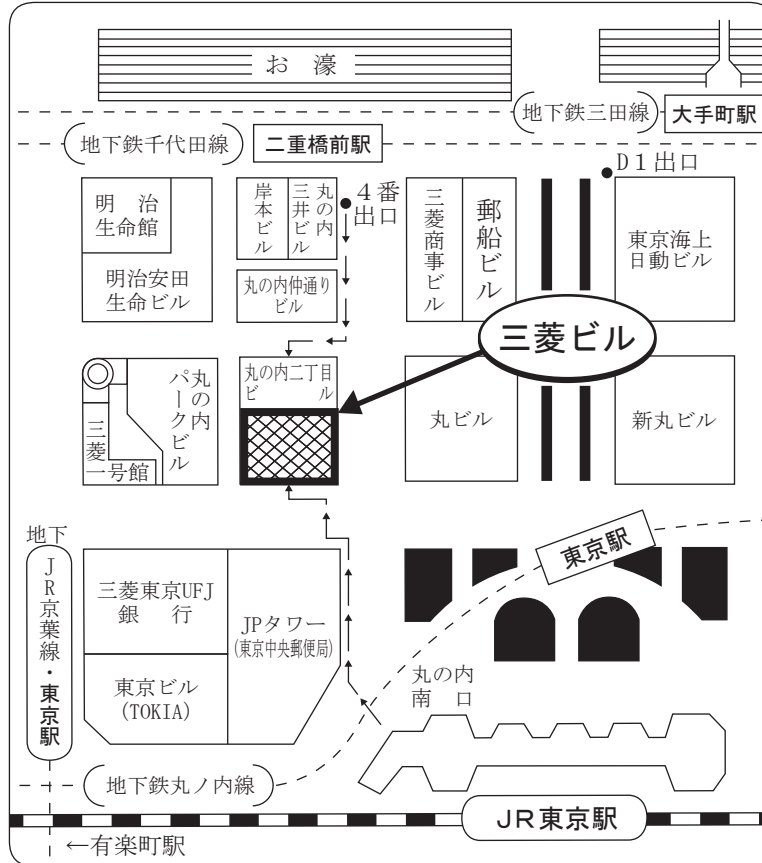 お　濠
地下鉄三田線
大手町駅
地下鉄千代田線
二重橋前駅
D1出口
4番
出口
明　治
生命館
明治安田
生命ビル
岸本ビル
丸の内
三井ビル
丸の内仲通り
ビル
三菱商事ビル
郵船ビル
東京海上
日動ビル
三菱ビル
丸の内
パークビル
三菱
一号館
丸の内二丁目
ビ　　　ル
丸ビル
新丸ビル
地下
JR京葉線・東京駅
三菱東京UFJ
銀　　行
JPタワー
(東京中央郵便局)
東京ビル
(TOKIA)
東京駅
丸の内
南　口
地下鉄丸ノ内線
JR東京駅
←有楽町駅